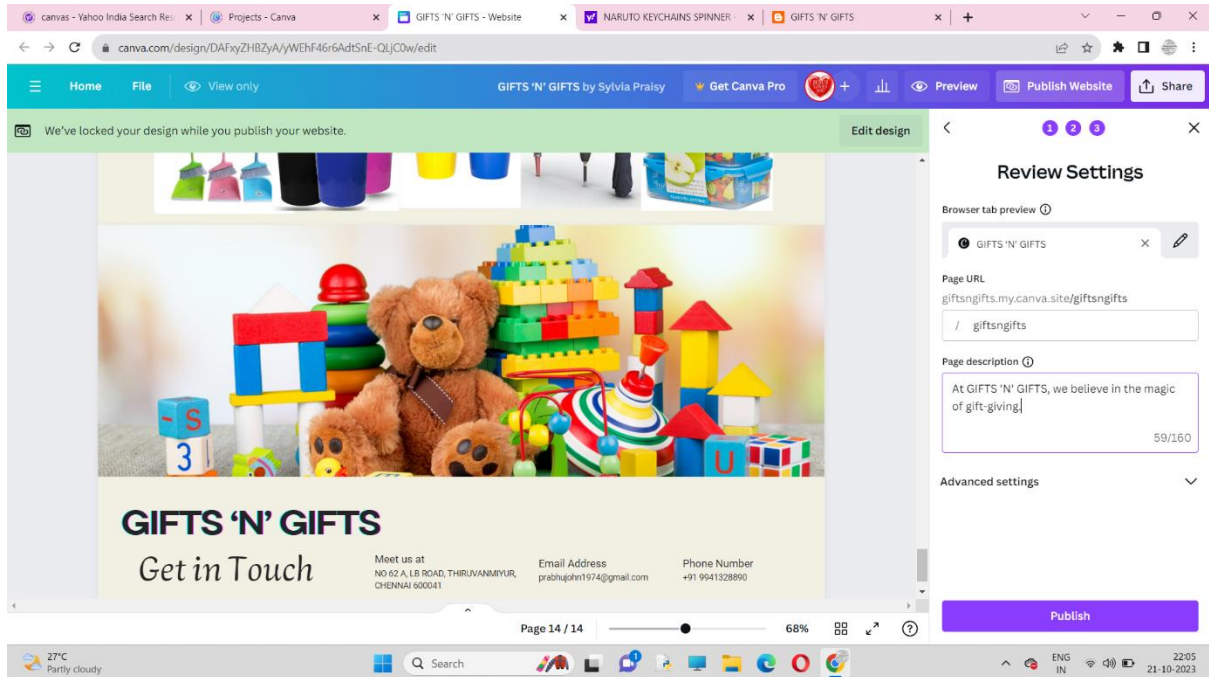 canvas - Yahoo India Search Res
Projects - Canva
GIFTS 'N' GIFTS - Website
NARUTO KEYCHAINS SPINNER -
GIFTS 'N' GIFTS
canva.com/design/DAFxyZHBZyA/yWEhF46r6AdtSnE-QLjC0w/edit
Home File View only
GIFTS 'N' GIFTS by Sylvia Praisy
Get Canva Pro
Preview
Publish Website
Share
We've locked your design while you publish your website.
Edit design
1 2 3
Review Settings
Browser tab preview
GIFTS 'N' GIFTS
Page URL
giftsngifts.my.canva.site/giftsngifts
/ giftsngifts
Page description
At GIFTS 'N' GIFTS, we believe in the magic
of gift-giving.
59/160
Advanced settings
Publish
S
3
U
GIFTS ‘N’ GIFTS
Get in Touch
Meet us at
NO 62 A, LB ROAD, THIRUVANMIYUR,
CHENNAI 600041
Email Address
prabhujohn1974@gmail.com
Phone Number
+91 9941328890
Page 14 / 14
68%
27°C
Partly cloudy
Search
ENG
IN
22:05
21-10-2023